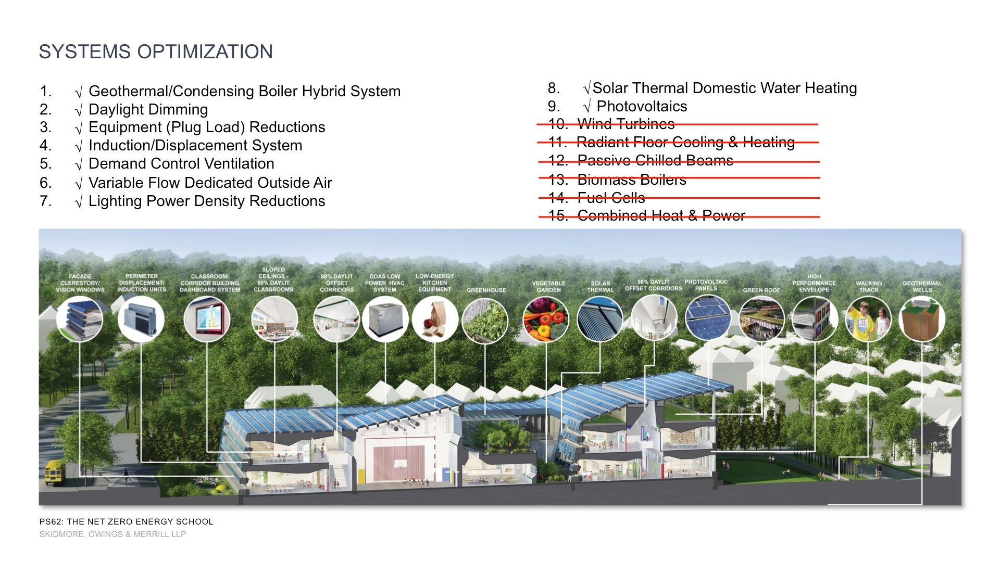 SYSTEMS OPTIMIZATION
1. √ Geothermal/Condensing Boiler Hybrid System
2. √ Daylight Dimming
3. √ Equipment (Plug Load) Reductions
4. √ Induction/Displacement System
5. √ Demand Control Ventilation
6. √ Variable Flow Dedicated Outside Air
7. √ Lighting Power Density Reductions
8. √Solar Thermal Domestic Water Heating
9. √ Photovoltaics
10. Wind Turbines
11. Radiant Floor Cooling & Heating
12. Passive Chilled Beams
13. Biomass Boilers
14. Fuel Cells
15. Combined Heat & Power
FACADE
CLERESTORY/
VISION WINDOWS
PERIMETER
DISPLACEMENT/
INDUCTION UNITS
CLASSROOM/
CORRIDOR BUILDING
DASHBOARD SYSTEM
SLOPED
CEILINGS -
90% DAYLIT
CLASSROOMS
98% DAYLIT
OFFSET
CORRIDORS
DOAS LOW
POWER HVAC
SYSTEM
LOW-ENERGY
KITCHEN
EQUIPMENT
GREENHOUSE
VEGETABLE
GARDEN
SOLAR
THERMAL
98% DAYLIT
OFFSET CORRIDORS
PHOTOVOLTAIC
PANELS
GREEN ROOF
HIGH
PERFORMANCE
ENVELOPE
WALKING
TRACK
GEOTHERMAL
WELLS
PS62: THE NET ZERO ENERGY SCHOOL
SKIDMORE, OWINGS & MERRILL LLP